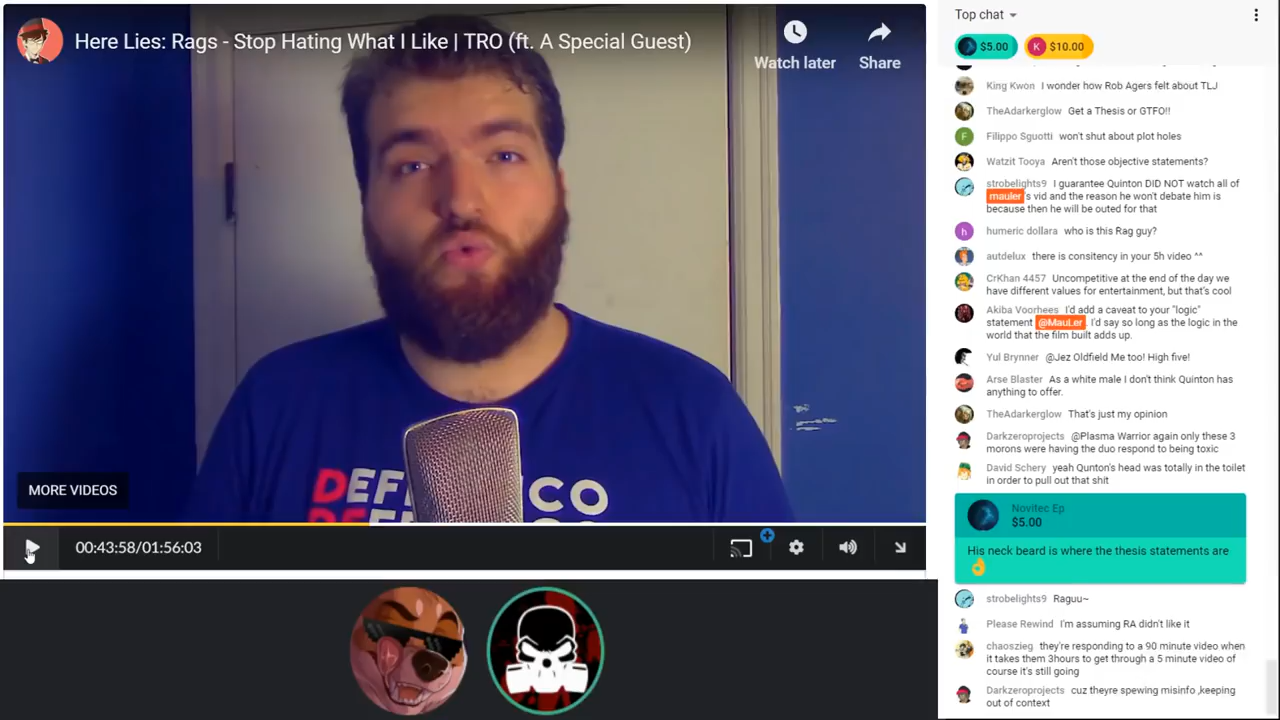 Here Lies: Rags - Stop Hating What I Like | TRO (ft. A Special Guest)
Watch later
Share
MORE VIDEOS
00:43:58/01:56:03
Top chat
$5.00
K $10.00
King Kwon I wonder how Rob Agers felt about TLJ
TheAdarkerglow Get a Thesis or GTFO!!
F Filippo Sguotti won't shut about plot holes
Watzit Tooya Aren't those objective statements?
strobelights9 I guarantee Quinton DID NOT watch all of
mauler's vid and the reason he won't debate him is
because then he will be outed for that
h humeric dollara who is this Rag guy?
autdelux there is consitency in your 5h video ^^
CrKhan 4457 Uncompetitive at the end of the day we
have different values for entertainment, but that's cool
Akiba Voorhees I'd add a caveat to your "logic"
statement @MauLer. I'd say so long as the logic in the
world that the film built adds up.
Yul Brynner @Jez Oldfield Me too! High five!
Arse Blaster As a white male I don't think Quinton has
anything to offer.
TheAdarkerglow That's just my opinion
Darkzeroprojects @Plasma Warrior again only these 3
morons were having the duo respond to being toxic
David Schery yeah Qunton's head was totally in the toilet
in order to pull out that shit
Novitec Ep
$5.00
His neck beard is where the thesis statements are
👌
strobelights9 Raguu~
Please Rewind I'm assuming RA didn't like it
chaoszieg they're responding to a 90 minute video when
it takes them 3hours to get through a 5 minute video of
course it's still going
Darkzeroprojects cuz theyre spewing misinfo ,keeping
out of context